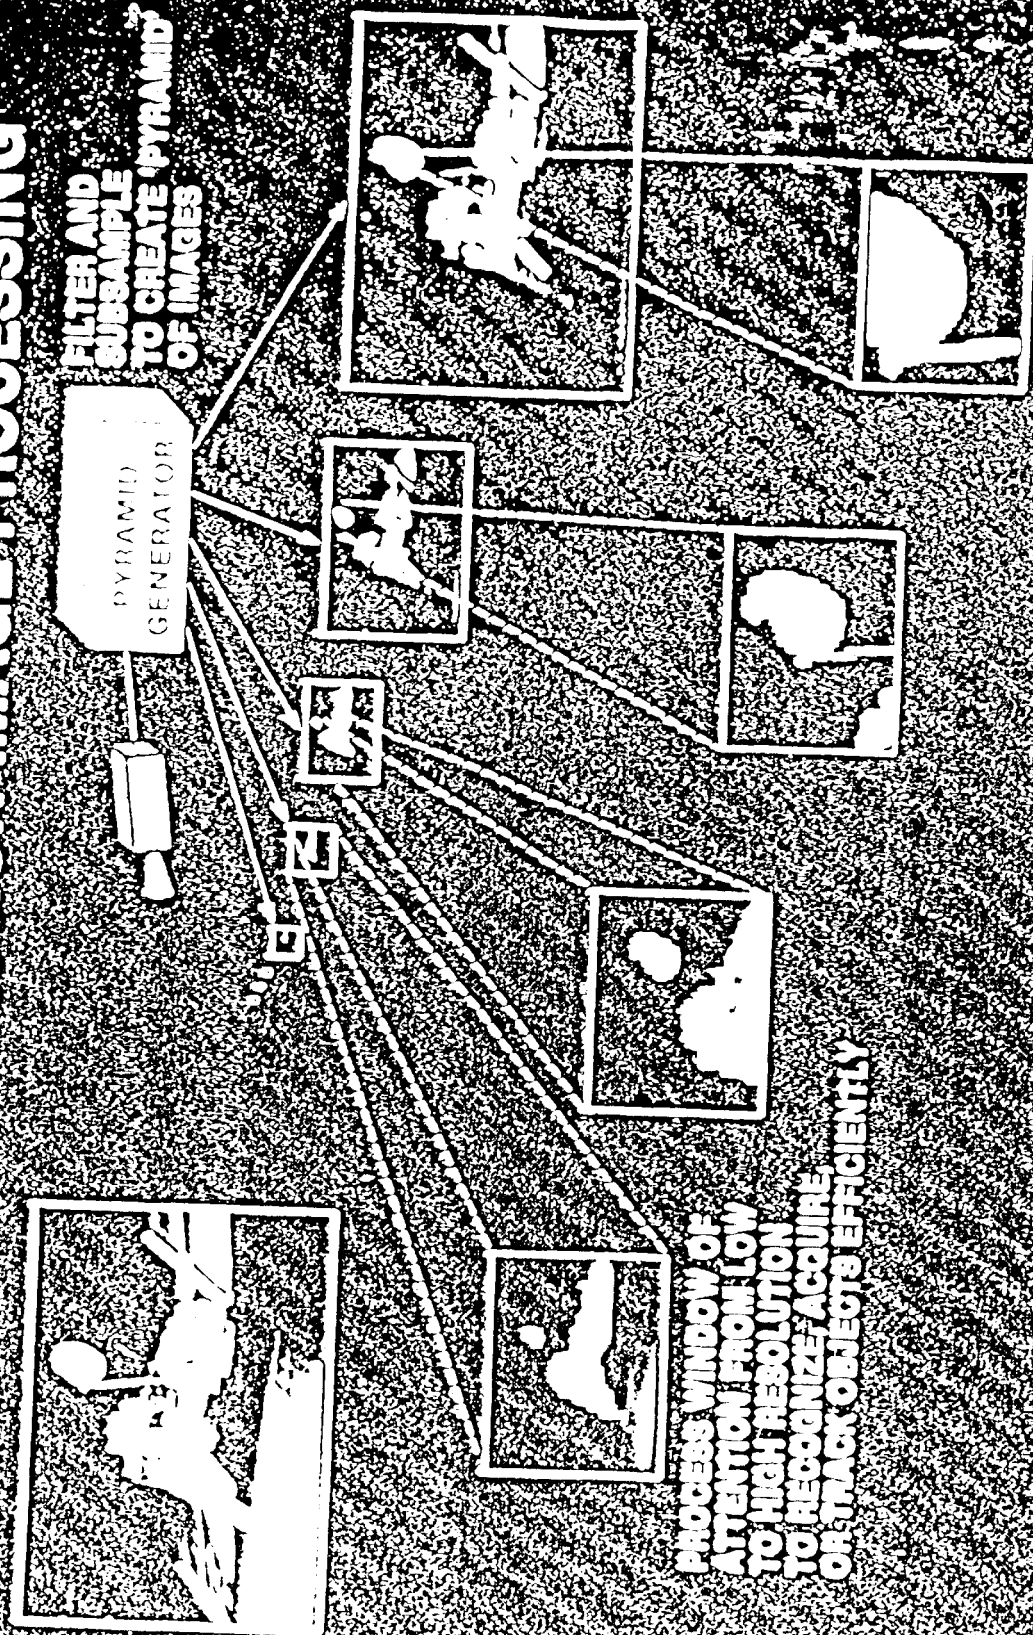 PROCESSING
FILTER AND
SUBSAMPLE
TO CREATE 'PYRAMID'
OF IMAGES
PYRAMID
GENERATOR
PROCESS WINDOW OF
ATTENTION FROM LOW
TO HIGH RESOLUTION
TO RECOGNIZE, ACQUIRE,
OR TRACK OBJECTS EFFICIENTLY